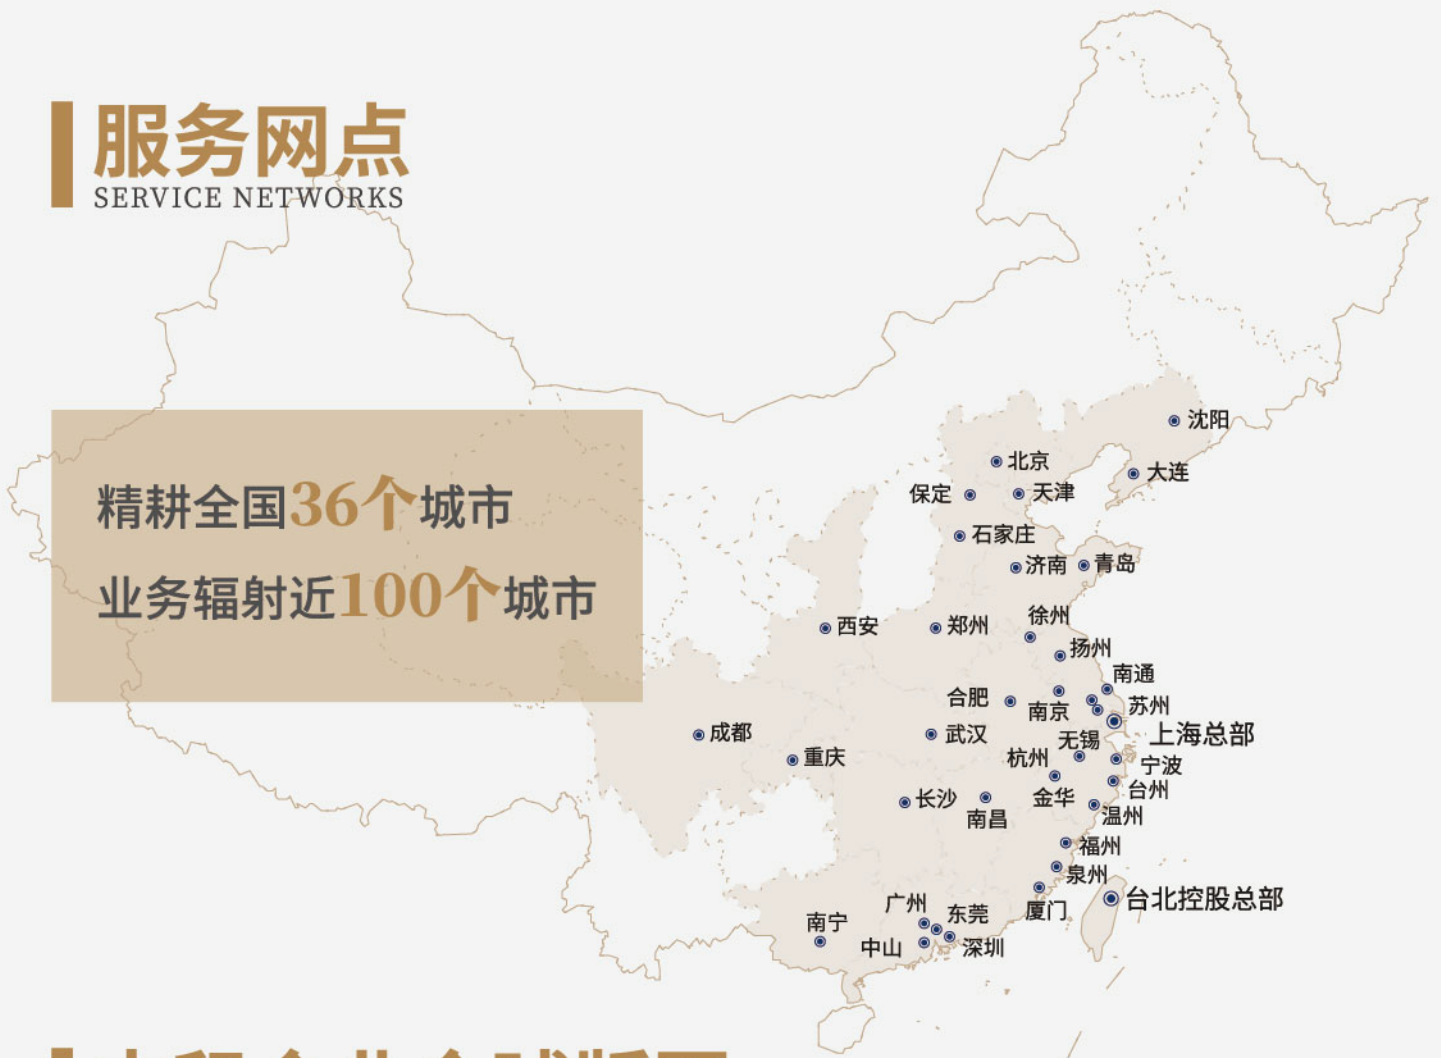 服务网点
SERVICE NETWORKS
精耕全国36个城市
业务辐射近100个城市
沈阳
北京
大连
保定
天津
石家庄
济南
青岛
徐州
西安
郑州
扬州
南通
合肥
南京
苏州
成都
武汉
上海总部
无锡
重庆
杭州
宁波
台州
长沙
金华
南昌
温州
福州
泉州
台北控股总部
广州
厦门
东莞
南宁
中山
深圳